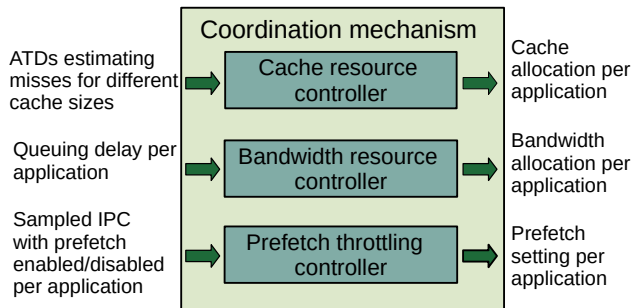 Coordination mechanism
ATDs estimating
misses for different
cache sizes
Cache resource
controller
Cache
allocation per
application
Queuing delay per
application
Bandwidth resource
controller
Bandwidth
allocation per
application
Sampled IPC
with prefetch
enabled/disabled
per application
Prefetch throttling
controller
Prefetch
setting per
application